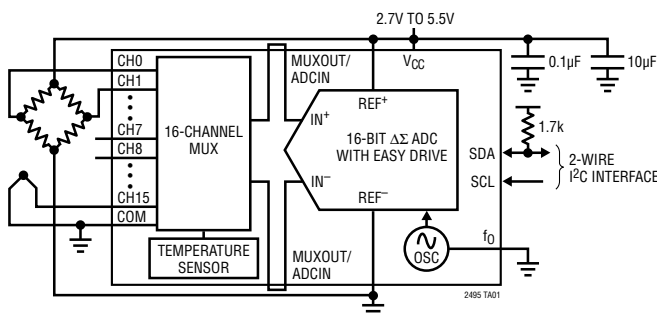 2.7V TO 5.5V
CH0
CH1
CH7
CH8
CH15
COM
16-CHANNEL
MUX
TEMPERATURE
SENSOR
MUXOUT/
ADCIN
VCC
REF+
IN+
16-BIT ΔΣ ADC
WITH EASY DRIVE
IN–
REF–
MUXOUT/
ADCIN
OSC
0.1µF
10µF
1.7k
SDA
SCL
2-WIRE
I2C INTERFACE
fO
2495 TA01